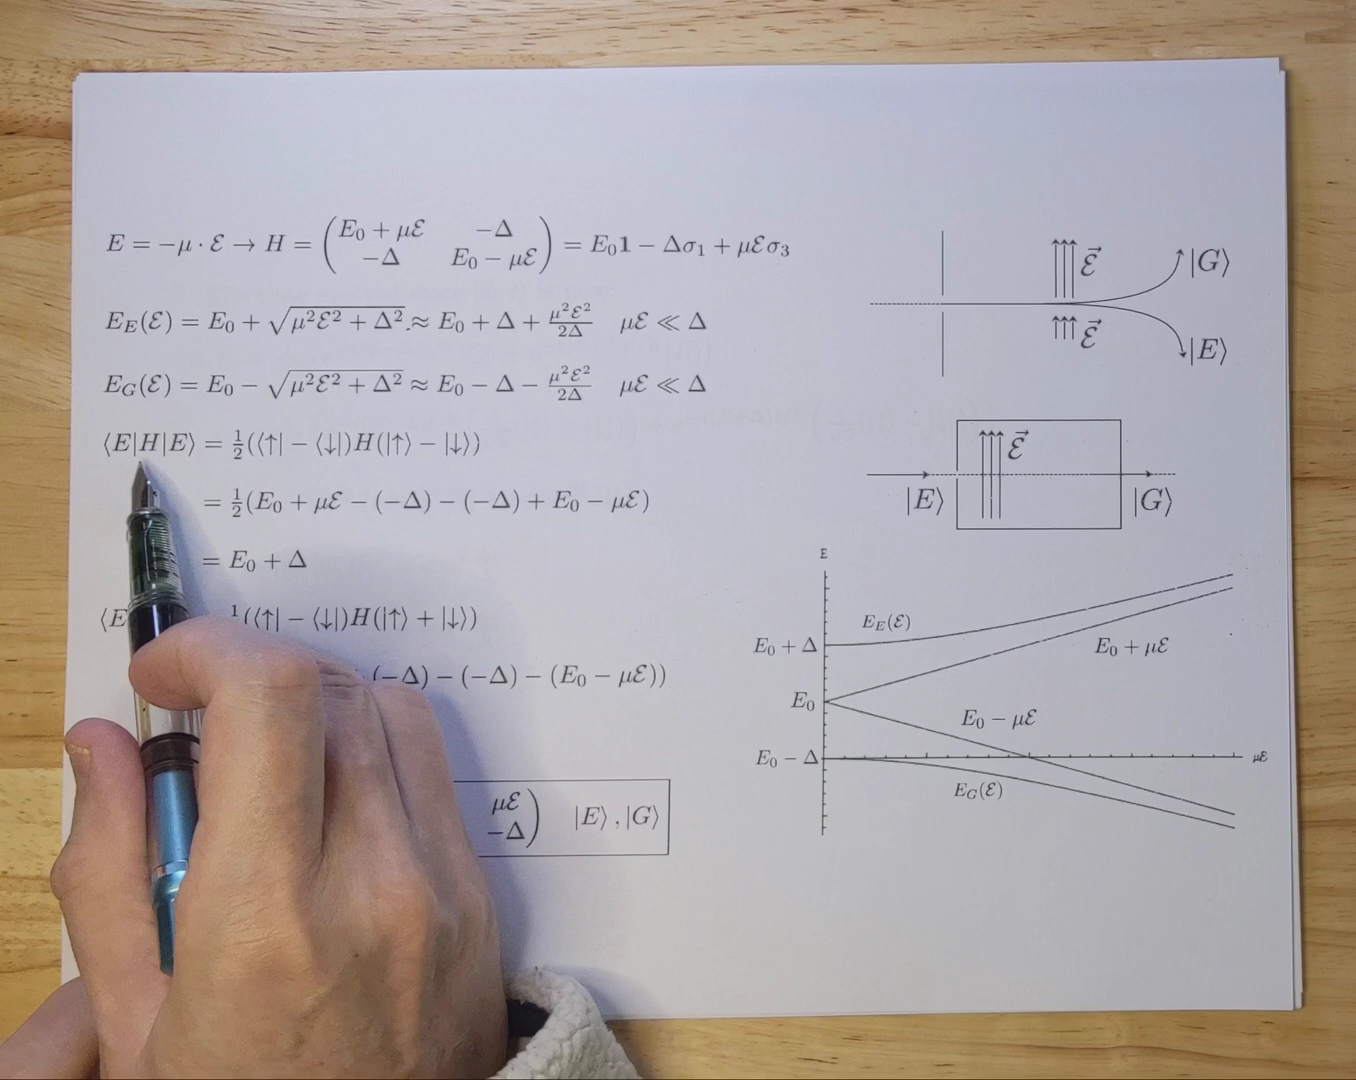 E = −μ · ℰ → H = ( E₀ + μℰ   −Δ ; −Δ   E₀ − μℰ ) = E₀𝟏 − Δσ₁ + μℰσ₃
E_E(ℰ) = E₀ + √(μ²ℰ² + Δ²) ≈ E₀ + Δ + μ²ℰ²/2Δ   μℰ ≪ Δ
E_G(ℰ) = E₀ − √(μ²ℰ² + Δ²) ≈ E₀ − Δ − μ²ℰ²/2Δ   μℰ ≪ Δ
⟨E|H|E⟩ = ½(⟨↑| − ⟨↓|)H(|↑⟩ − |↓⟩)
= ½(E₀ + μℰ − (−Δ) − (−Δ) + E₀ − μℰ)
= E₀ + Δ
⟨E (⟨↑| − ⟨↓|)H(|↑⟩ + |↓⟩)
(−Δ) − (−Δ) − (E₀ − μℰ))
μℰ
−Δ )   |E⟩ , |G⟩
ℰ⃗
|G⟩
ℰ⃗
|E⟩
ℰ⃗
|E⟩
|G⟩
E
E_E(ℰ)
E₀ + Δ
E₀ + μℰ
E₀
E₀ − μℰ
E₀ − Δ
μℰ
E_G(ℰ)